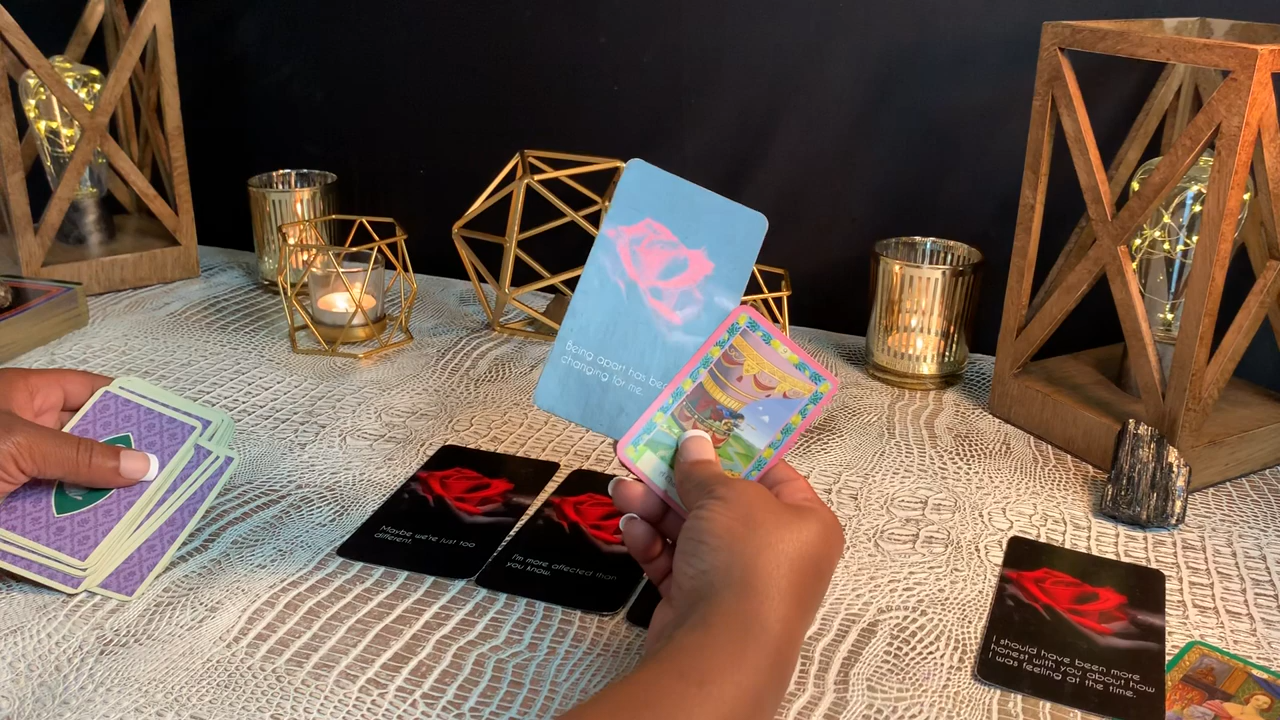 Being apart has been
changing for me.
Maybe we're just too
different.
I'm more affected than
you know.
I should have been more
honest with you about how
I was feeling at the time.